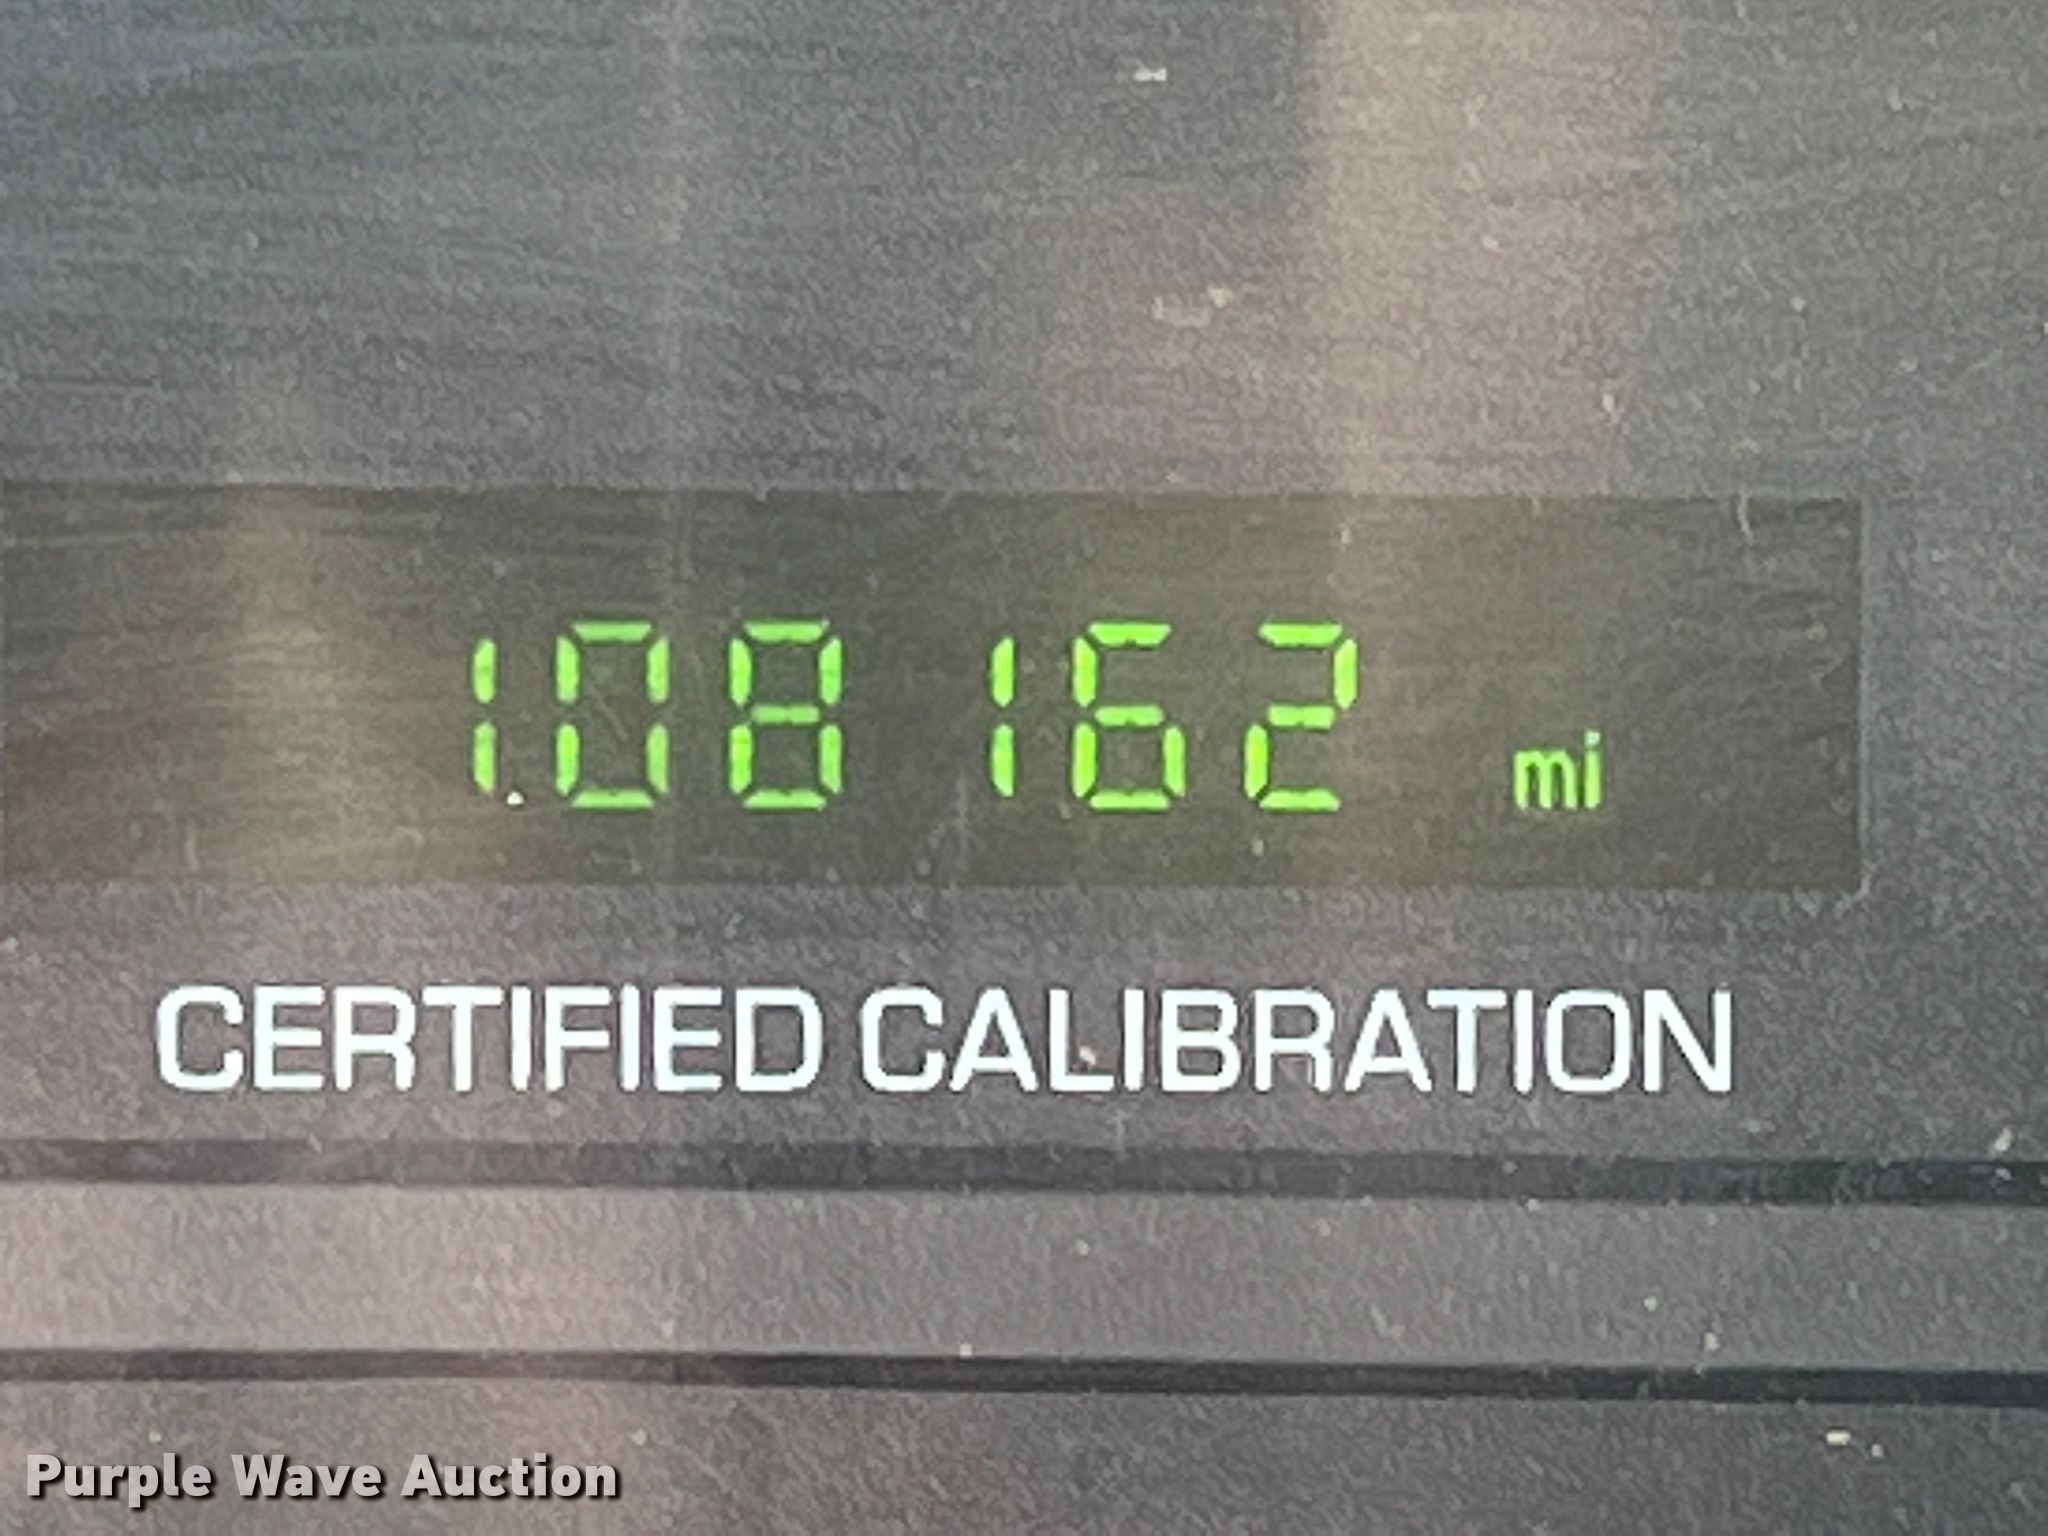 108162 mi
CERTIFIED CALIBRATION
Purple Wave Auction